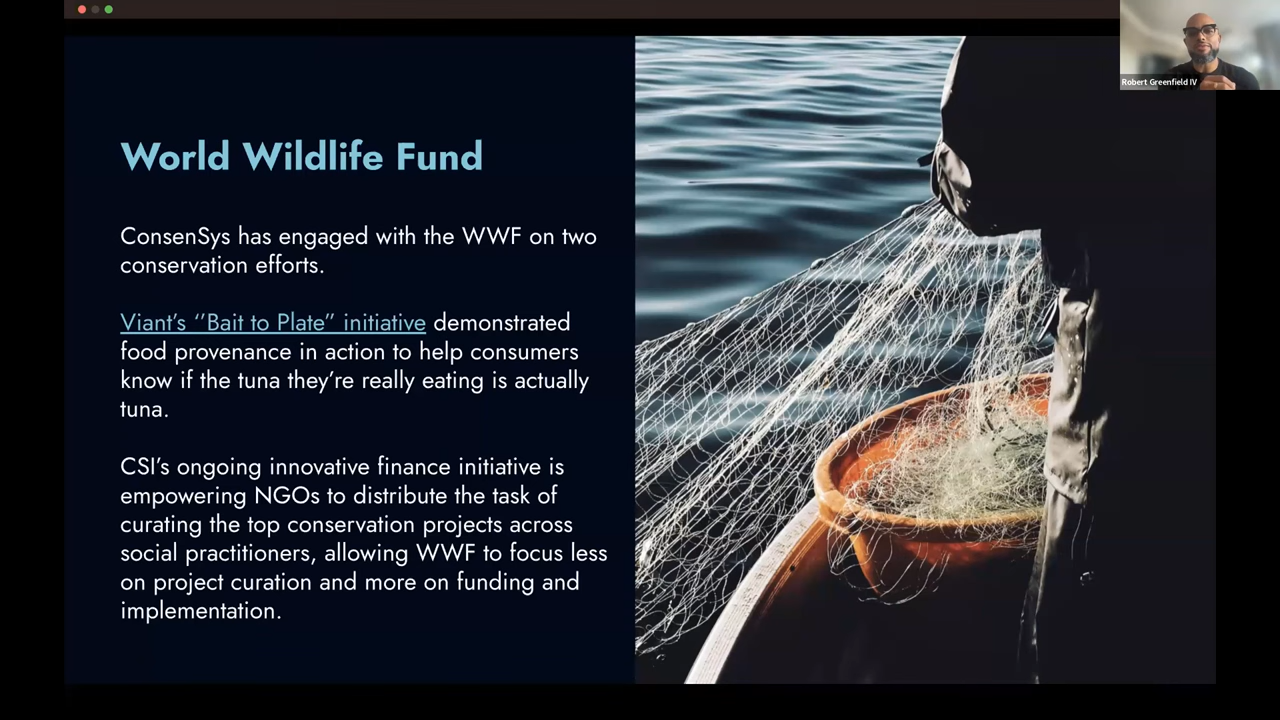 Robert Greenfield IV
World Wildlife Fund
ConsenSys has engaged with the WWF on two
conservation efforts.
Viant’s ‘’Bait to Plate” initiative demonstrated
food provenance in action to help consumers
know if the tuna they’re really eating is actually
tuna.
CSI’s ongoing innovative finance initiative is
empowering NGOs to distribute the task of
curating the top conservation projects across
social practitioners, allowing WWF to focus less
on project curation and more on funding and
implementation.